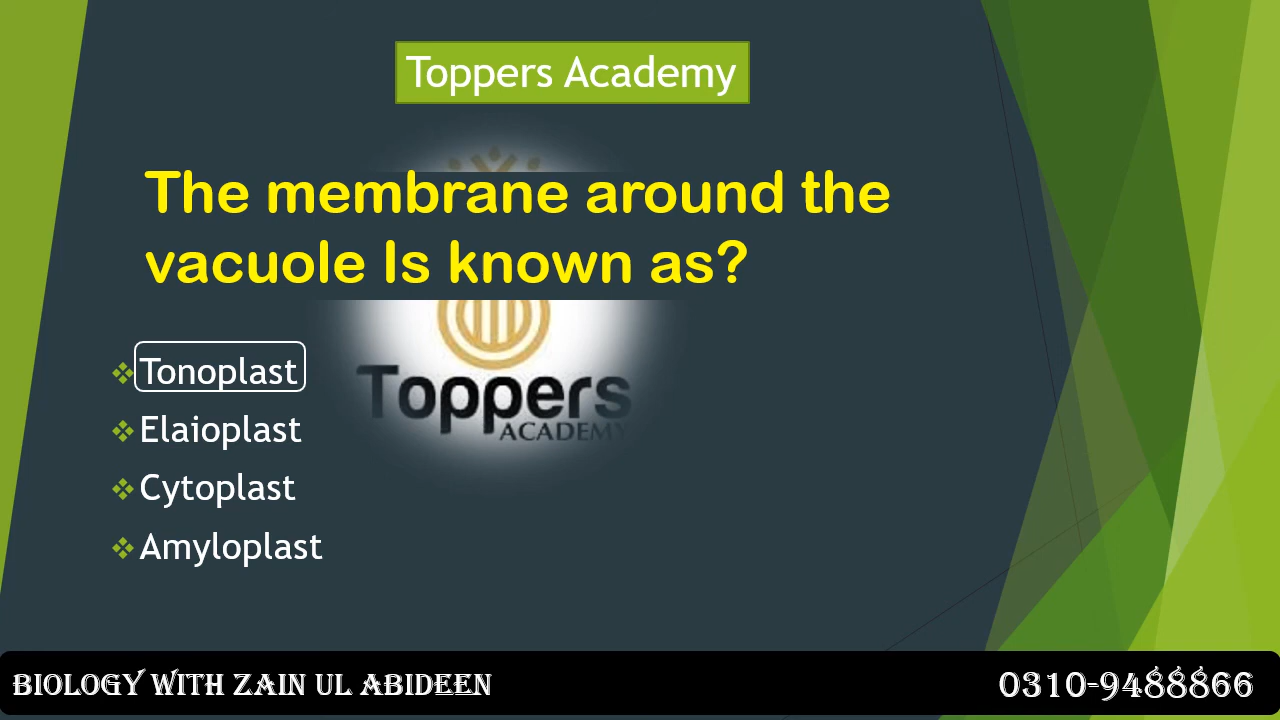 Toppers Academy
The membrane around the
vacuole Is known as?
Tonoplast
Elaioplast
Cytoplast
Amyloplast
Toppers
ACADEMY
BIOLOGY WITH ZAIN UL ABIDEEN
0310-9488866